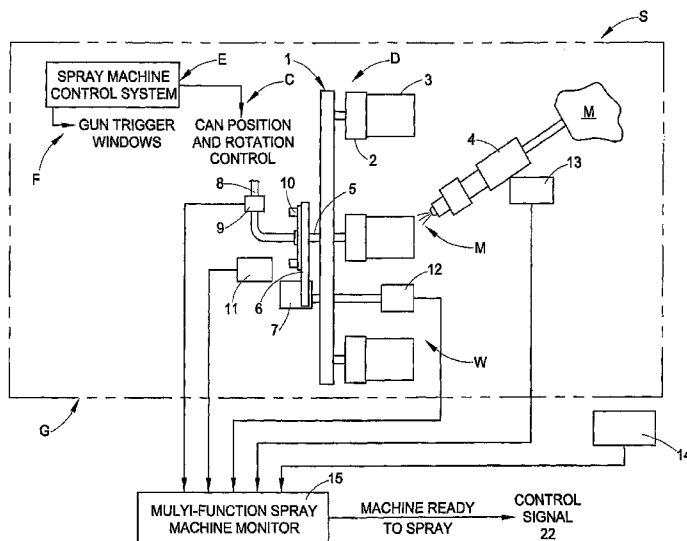 S
SPRAY MACHINE
CONTROL SYSTEM
E
C
GUN TRIGGER
WINDOWS
F
CAN POSITION
AND ROTATION
CONTROL
1
D
3
2
M
4
13
8
9
10
5
M
11
6
7
12
W
G
14
15
MULYI-FUNCTION SPRAY
MACHINE MONITOR
MACHINE READY
TO SPRAY
CONTROL
SIGNAL
22